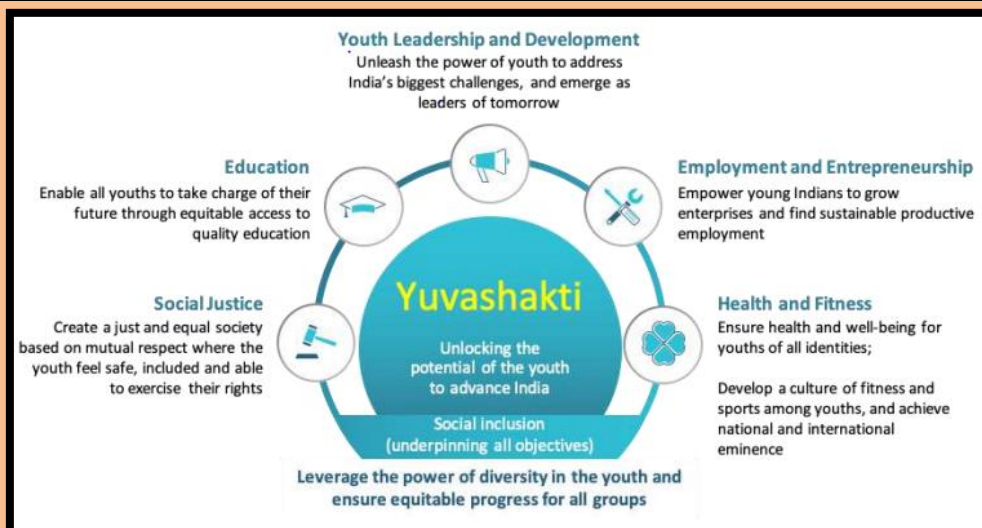 Youth Leadership and Development
Unleash the power of youth to address
India's biggest challenges, and emerge as
leaders of tomorrow
Education
Enable all youths to take charge of their
future through equitable access to
quality education
Employment and Entrepreneurship
Empower young Indians to grow
enterprises and find sustainable productive
employment
Social Justice
Create a just and equal society
based on mutual respect where the
youth feel safe, included and able
to exercise their rights
Yuvashakti
Unlocking the
potential of the youth
to advance India
Health and Fitness
Ensure health and well-being for
youths of all identities;
Develop a culture of fitness and
sports among youths, and achieve
national and international
eminence
Social Inclusion
(underpinning all objectives)
Leverage the power of diversity in the youth and
ensure equitable progress for all groups